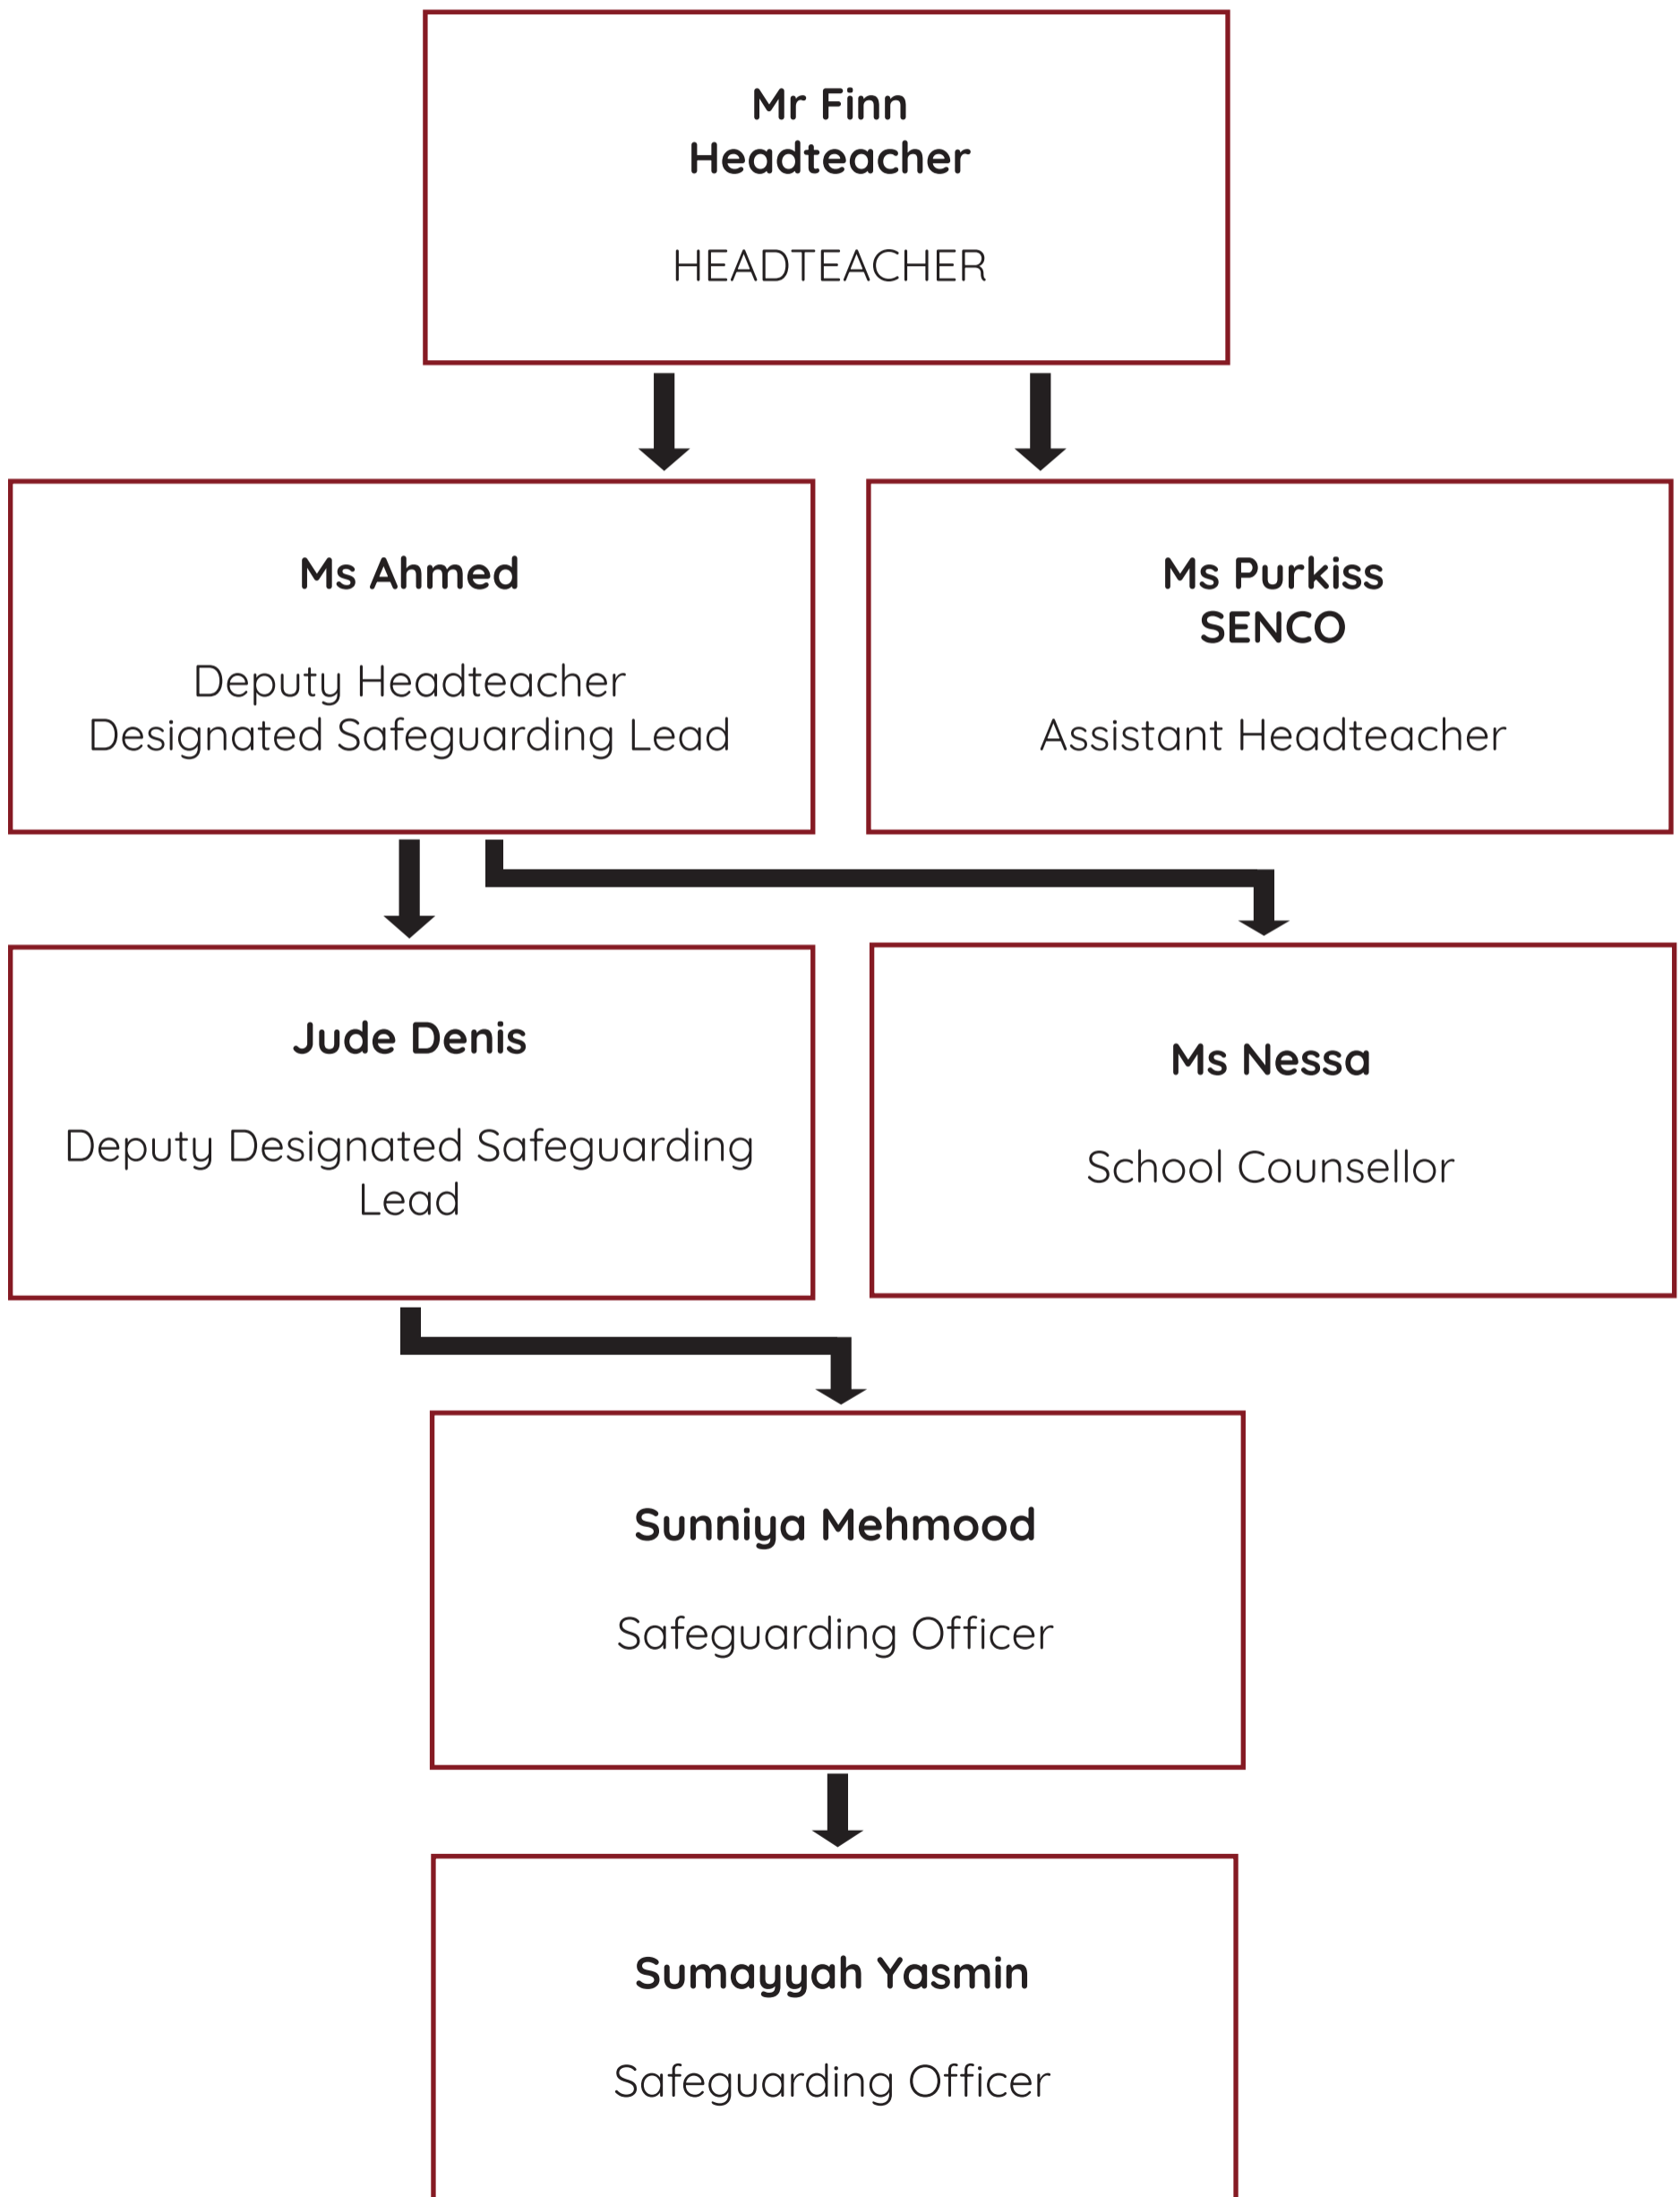 Mr Finn
Headteacher
HEADTEACHER
Ms Ahmed
Deputy Headteacher
Designated Safeguarding Lead
Ms Purkiss
SENCO
Assistant Headteacher
Jude Denis
Deputy Designated Safeguarding
Lead
Ms Nessa
School Counsellor
Sunniya Mehmood
Safeguarding Officer
Sumayyah Yasmin
Safeguarding Officer